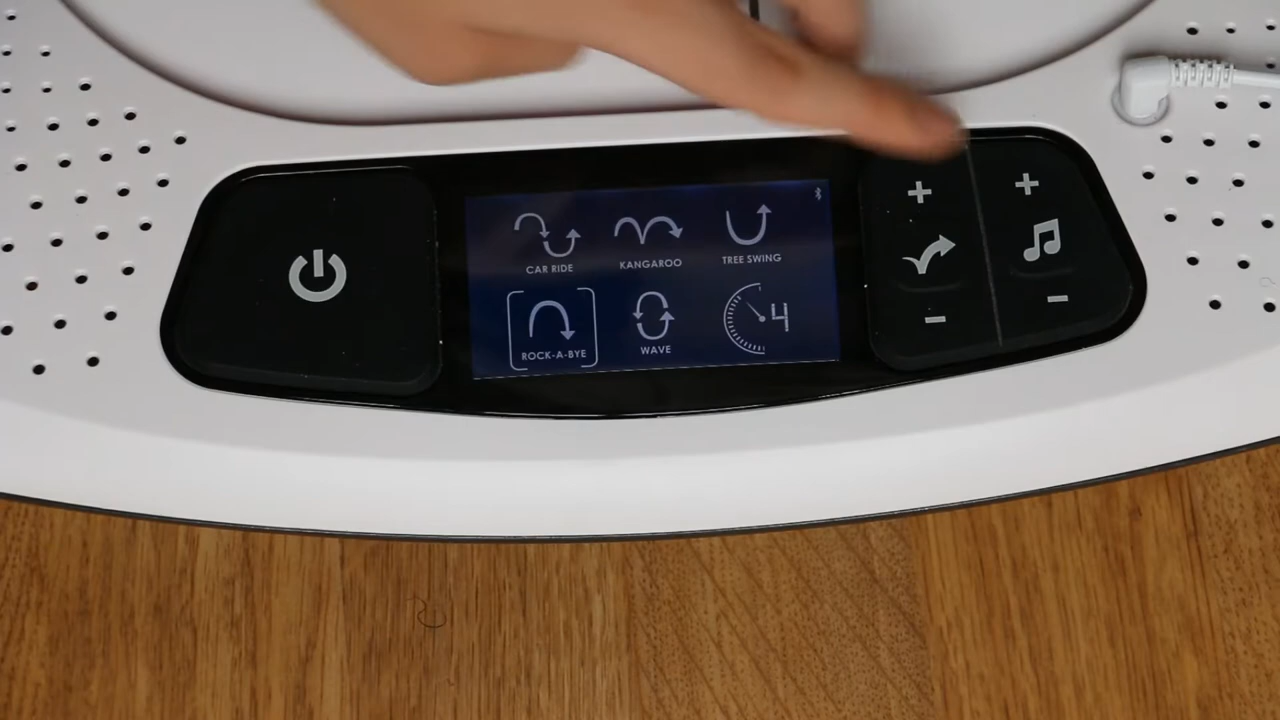 CAR RIDE
KANGAROO
TREE SWING
ROCK-A-BYE
WAVE
4